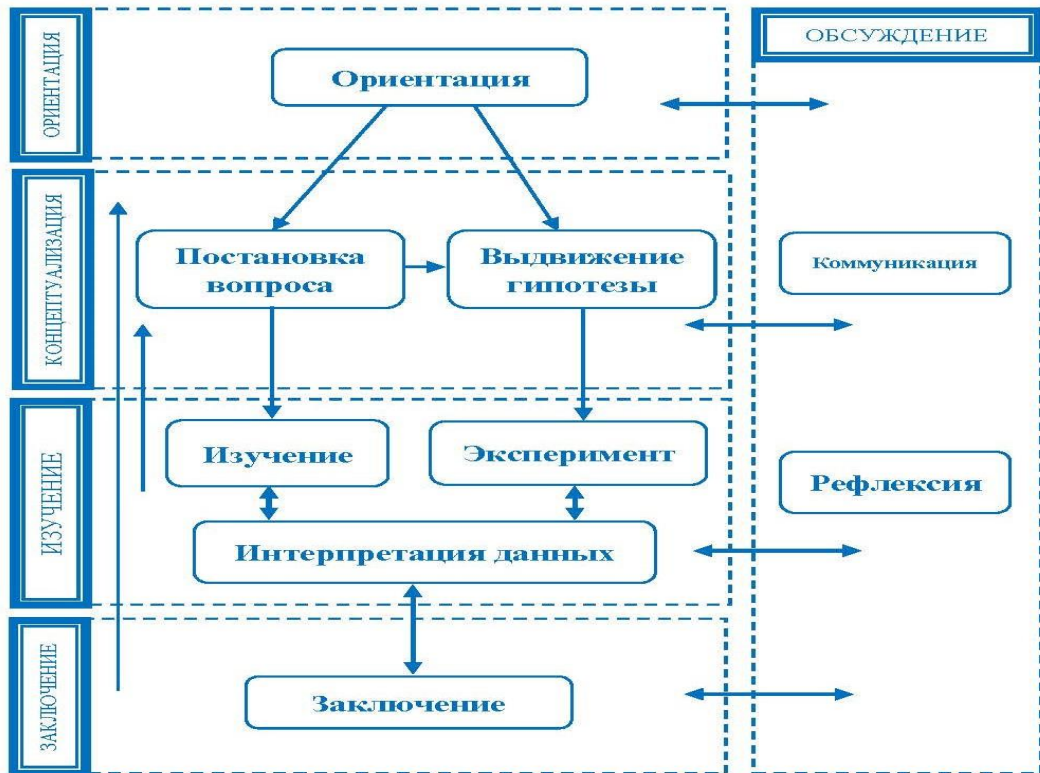 ОРИЕНТАЦИЯ
Ориентация
ОБСУЖДЕНИЕ
КОНЦЕПТУАЛИЗАЦИЯ
Постановка
вопроса
Выдвижение
гипотезы
Коммуникация
ИЗУЧЕНИЕ
Изучение
Эксперимент
Рефлексия
Интерпретация данных
ЗАКЛЮЧЕНИЕ
Заключение